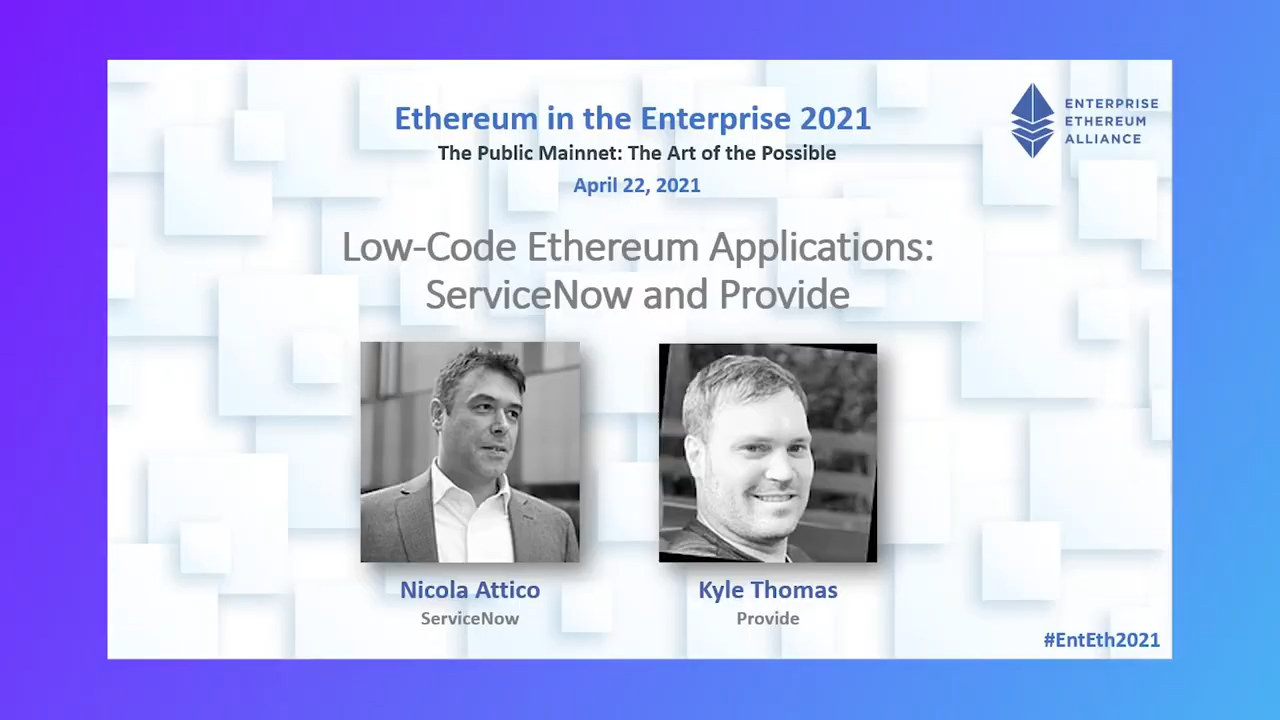 Ethereum in the Enterprise 2021
The Public Mainnet: The Art of the Possible
April 22, 2021
ENTERPRISE
ETHEREUM
ALLIANCE
Low-Code Ethereum Applications:
ServiceNow and Provide
Nicola Attico
ServiceNow
Kyle Thomas
Provide
#EntEth2021